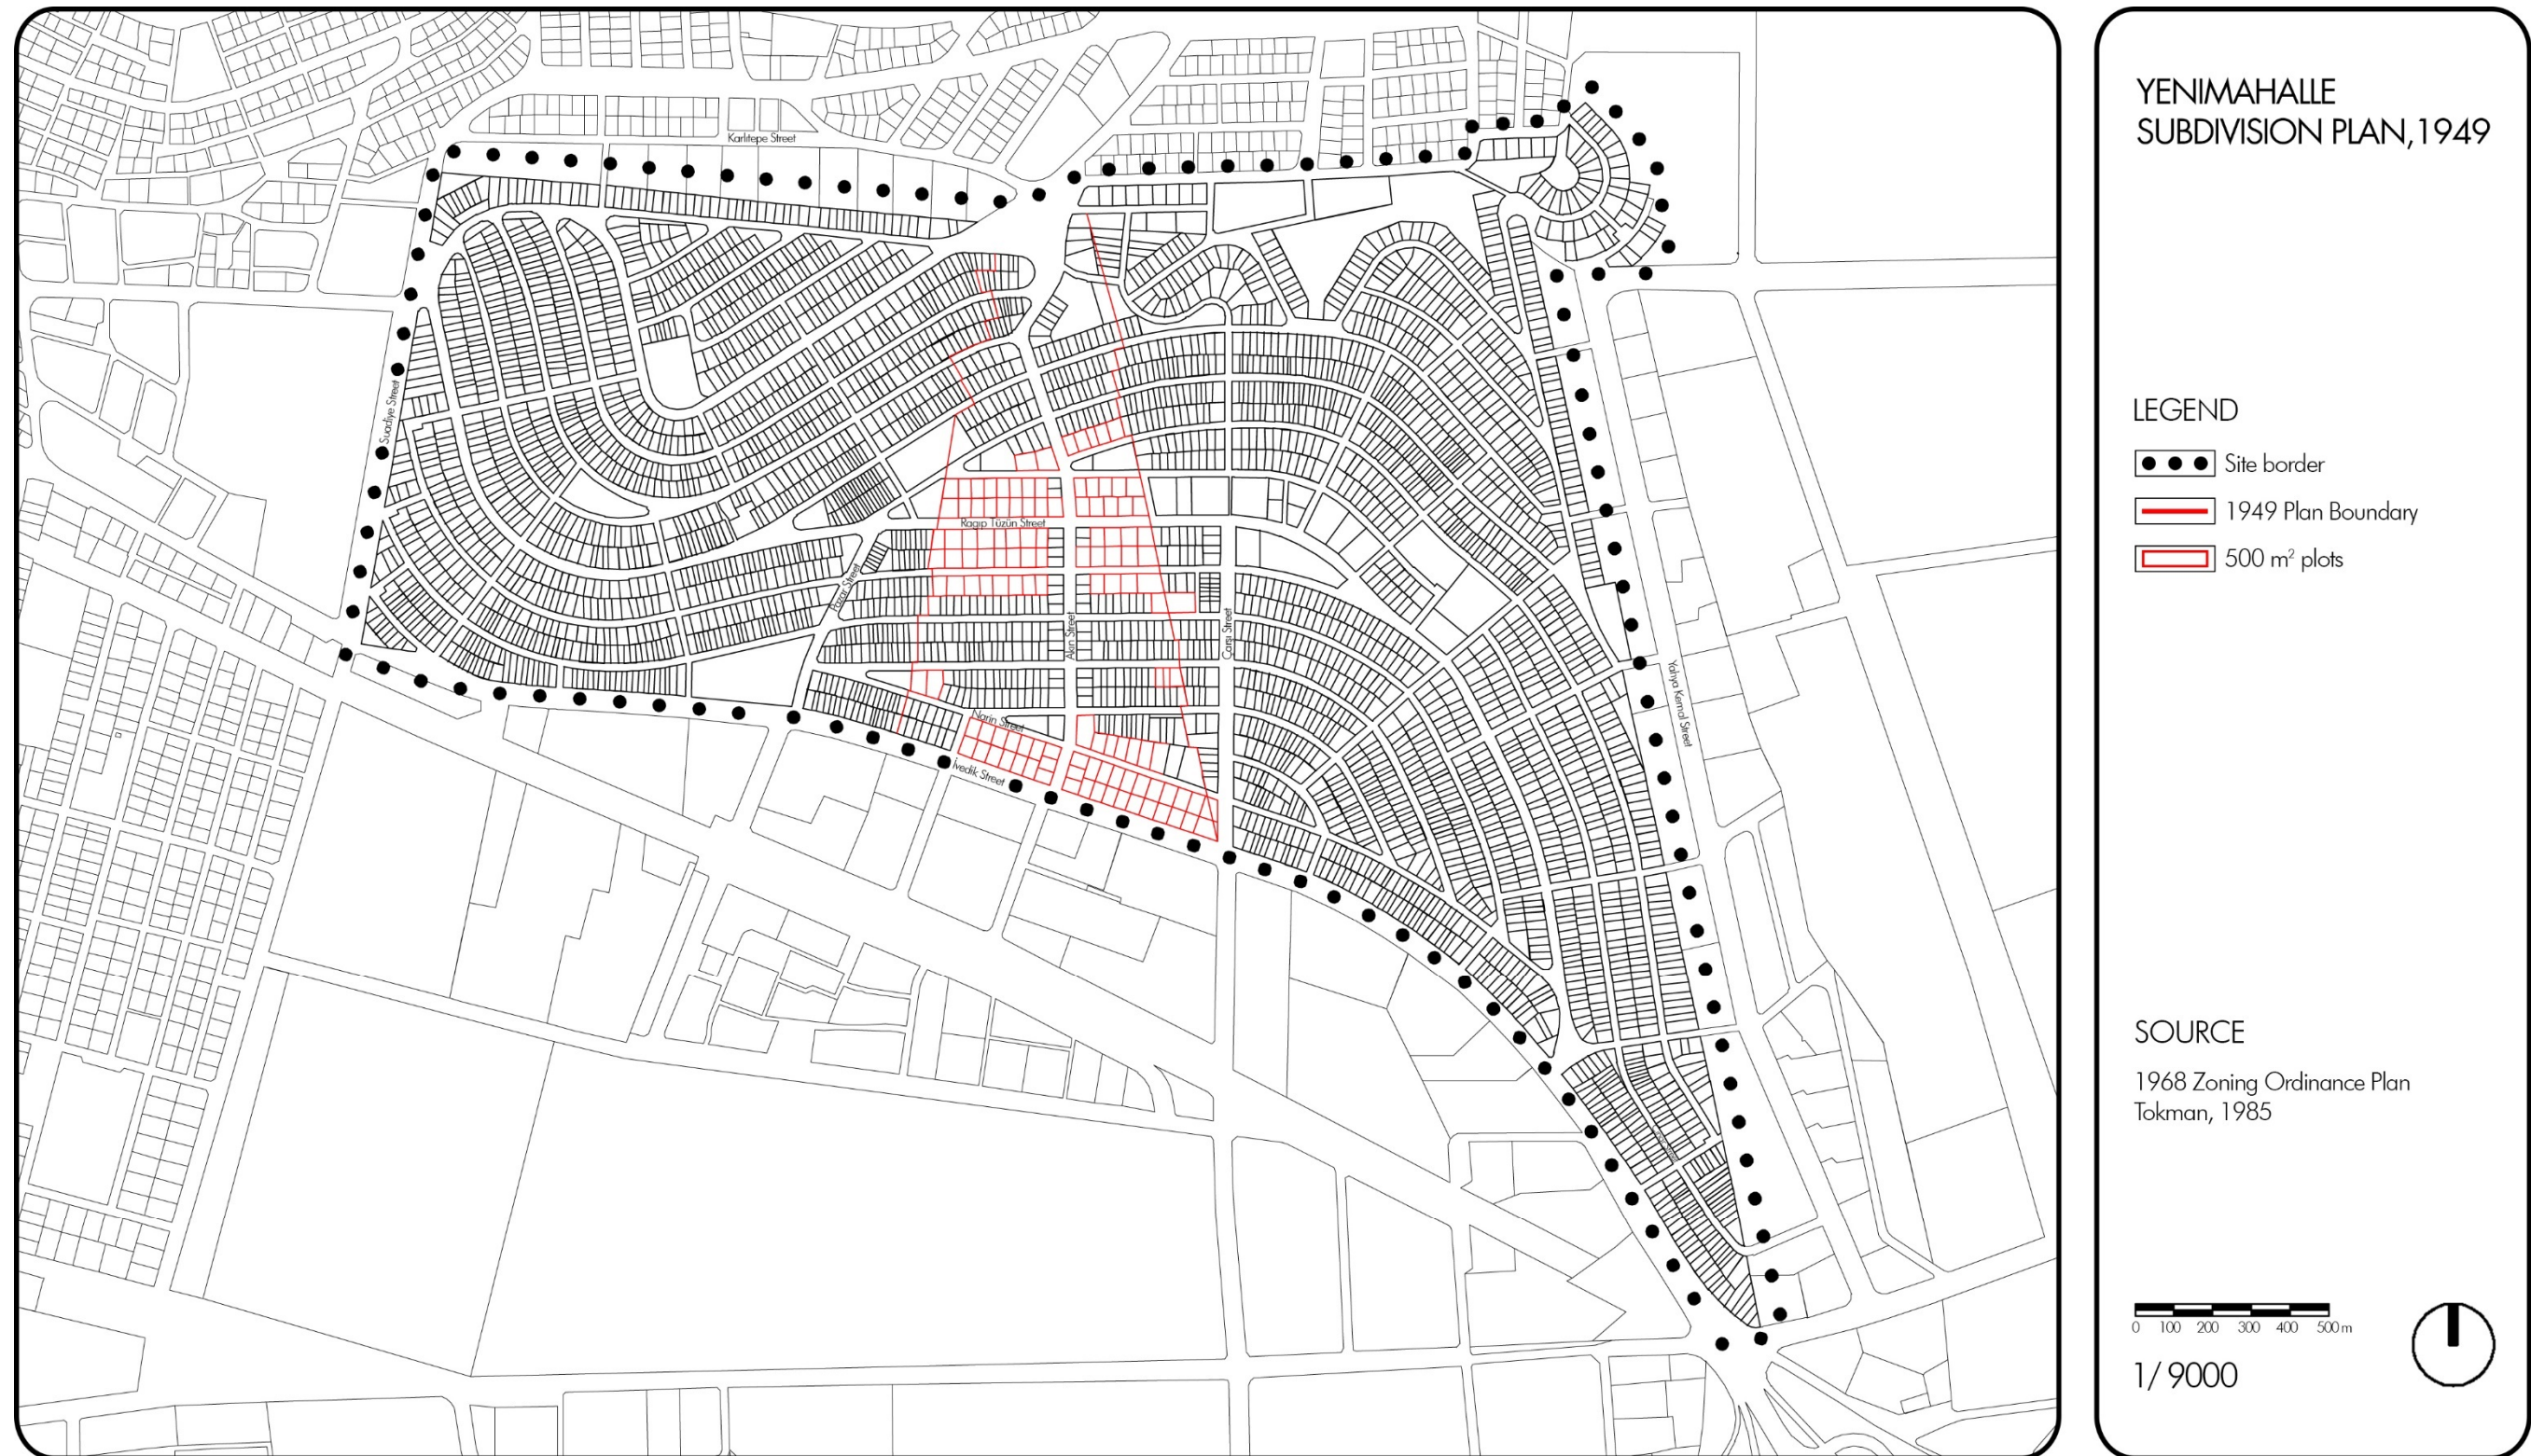 YENIMAHALLE
SUBDIVISION PLAN, 1949
LEGEND
Site border
1949 Plan Boundary
500 m² plots
SOURCE
1968 Zoning Ordinance Plan
Tokman, 1985
0 100 200 300 400 500 m
1/ 9000
Karlıtepe Street
Suadiye Street
Ragıp Tüzün Street
Pazar Street
Akın Street
Çarşı Street
Yahya Kemal Street
Narin Street
İvedik Street